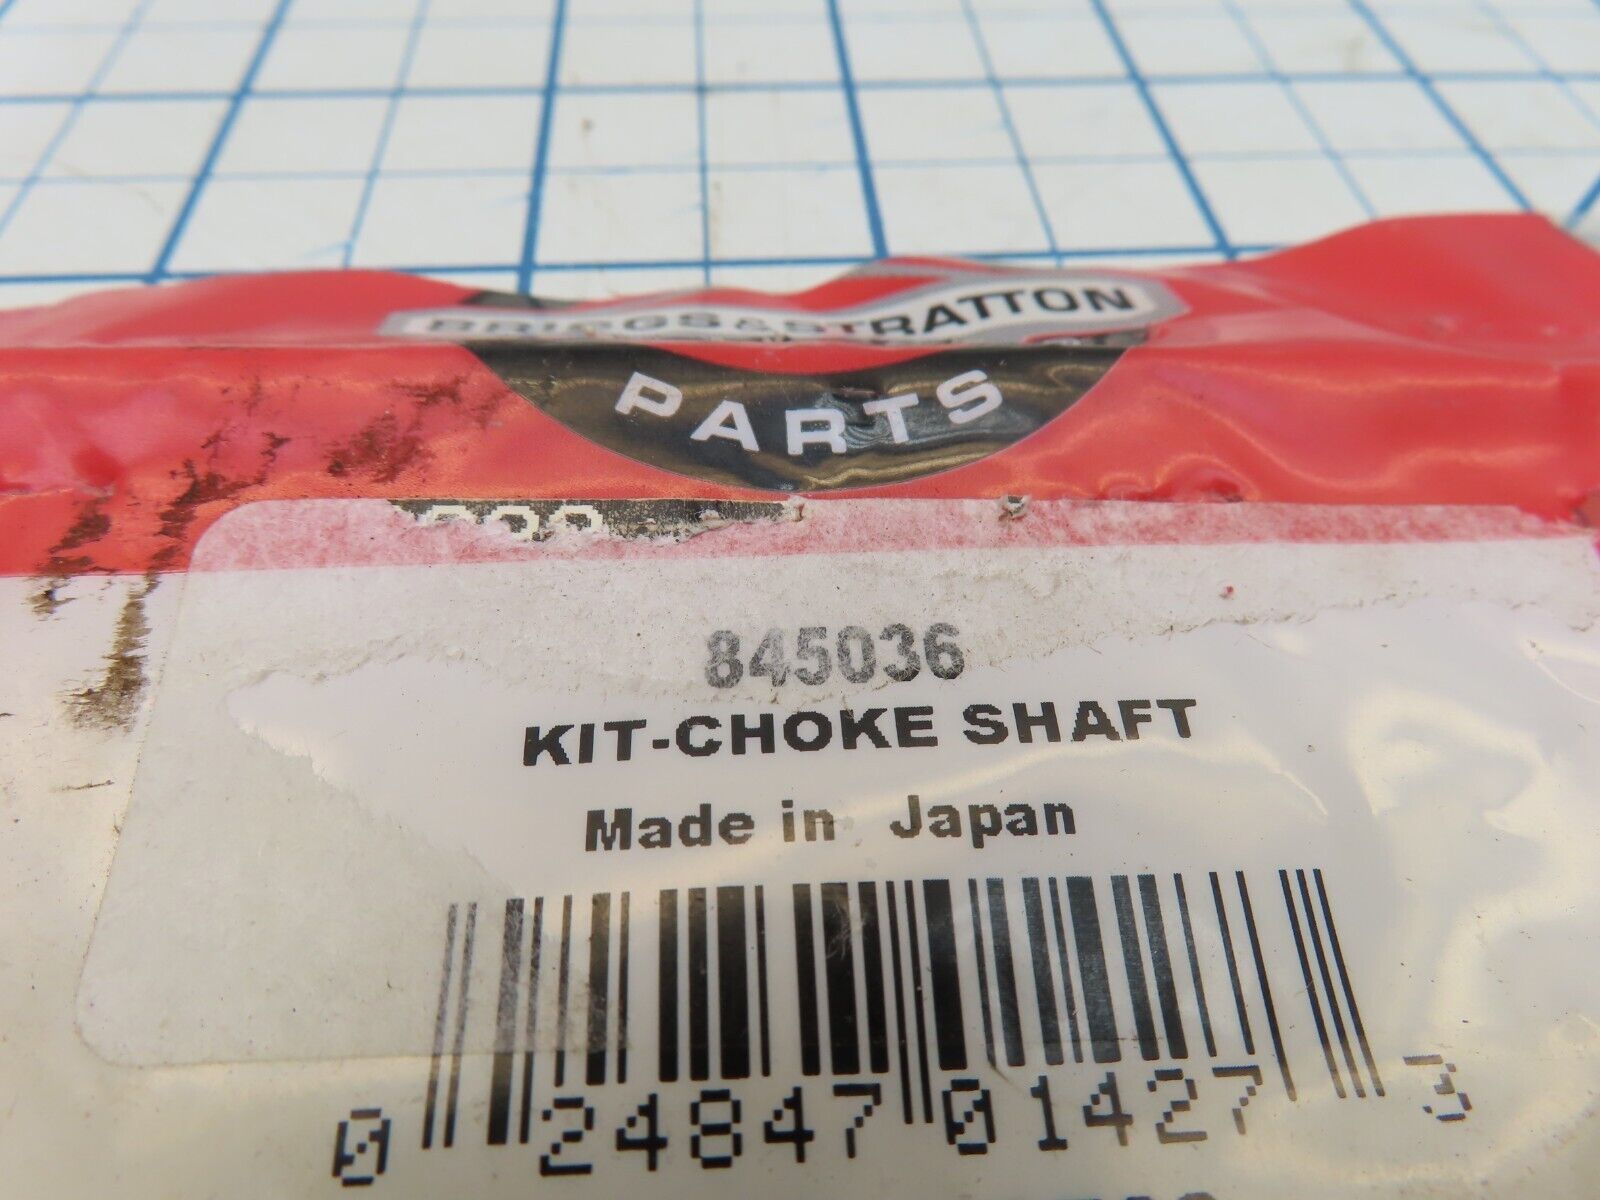 BRIGGS&STRATTON
PARTS
845036
KIT-CHOKE SHAFT
Made in Japan
0 24847 01427 3